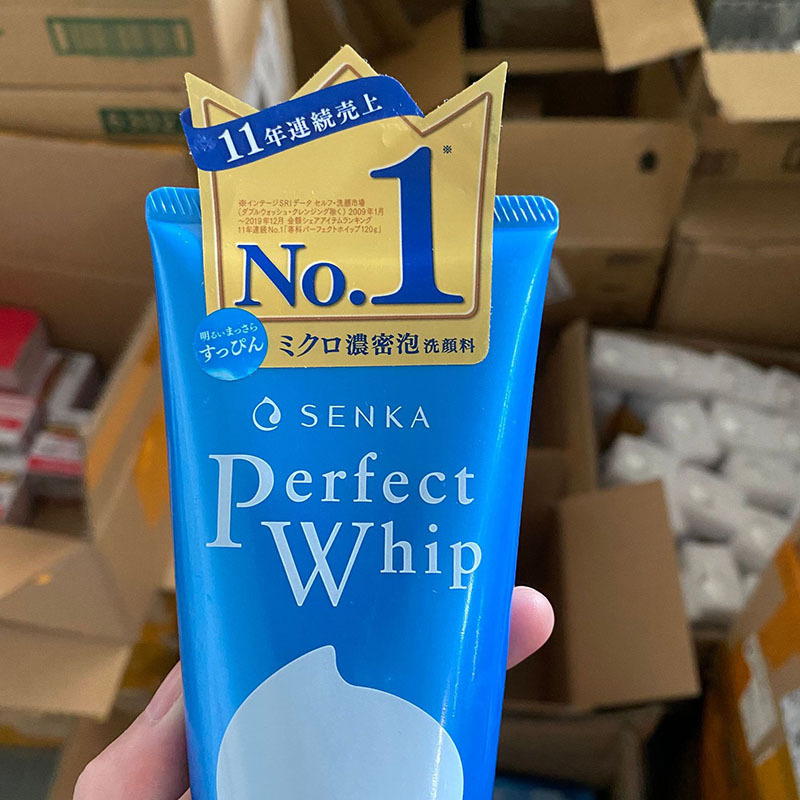 11年連続売上
No.1※
※インテージSRIデータ セルフ・洗顔市場
(ダブルウォッシュ・クレンジング除く) 2009年1月
～2019年12月 金額シェアアイテムランキング
11年連続No.1「専科パーフェクトホイップ120g」
明るいまっさら
すっぴん
ミクロ濃密泡洗顔料
SENKA
Perfect
Whip